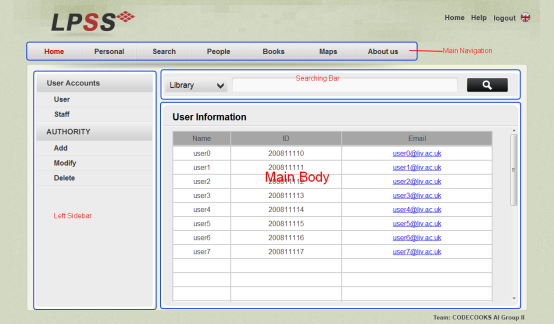 LPSS
Home Help logout
Home Personal Search People Books Maps About us
Main Navigation
User Accounts
User
Staff
AUTHORITY
Add
Modify
Delete
Left Sidebar
Searching Bar
Library
User Information
Name ID Email
user0 200811110 user0@liv.ac.uk
user1 200811111 user1@liv.ac.uk
user2 200811112 user2@liv.ac.uk
user3 200811113 user3@liv.ac.uk
user4 200811114 user4@liv.ac.uk
user5 200811115 user5@liv.ac.uk
user6 200811116 user6@liv.ac.uk
user7 200811117 user7@liv.ac.uk
Main Body
Team: CODECOOKS AI Group II